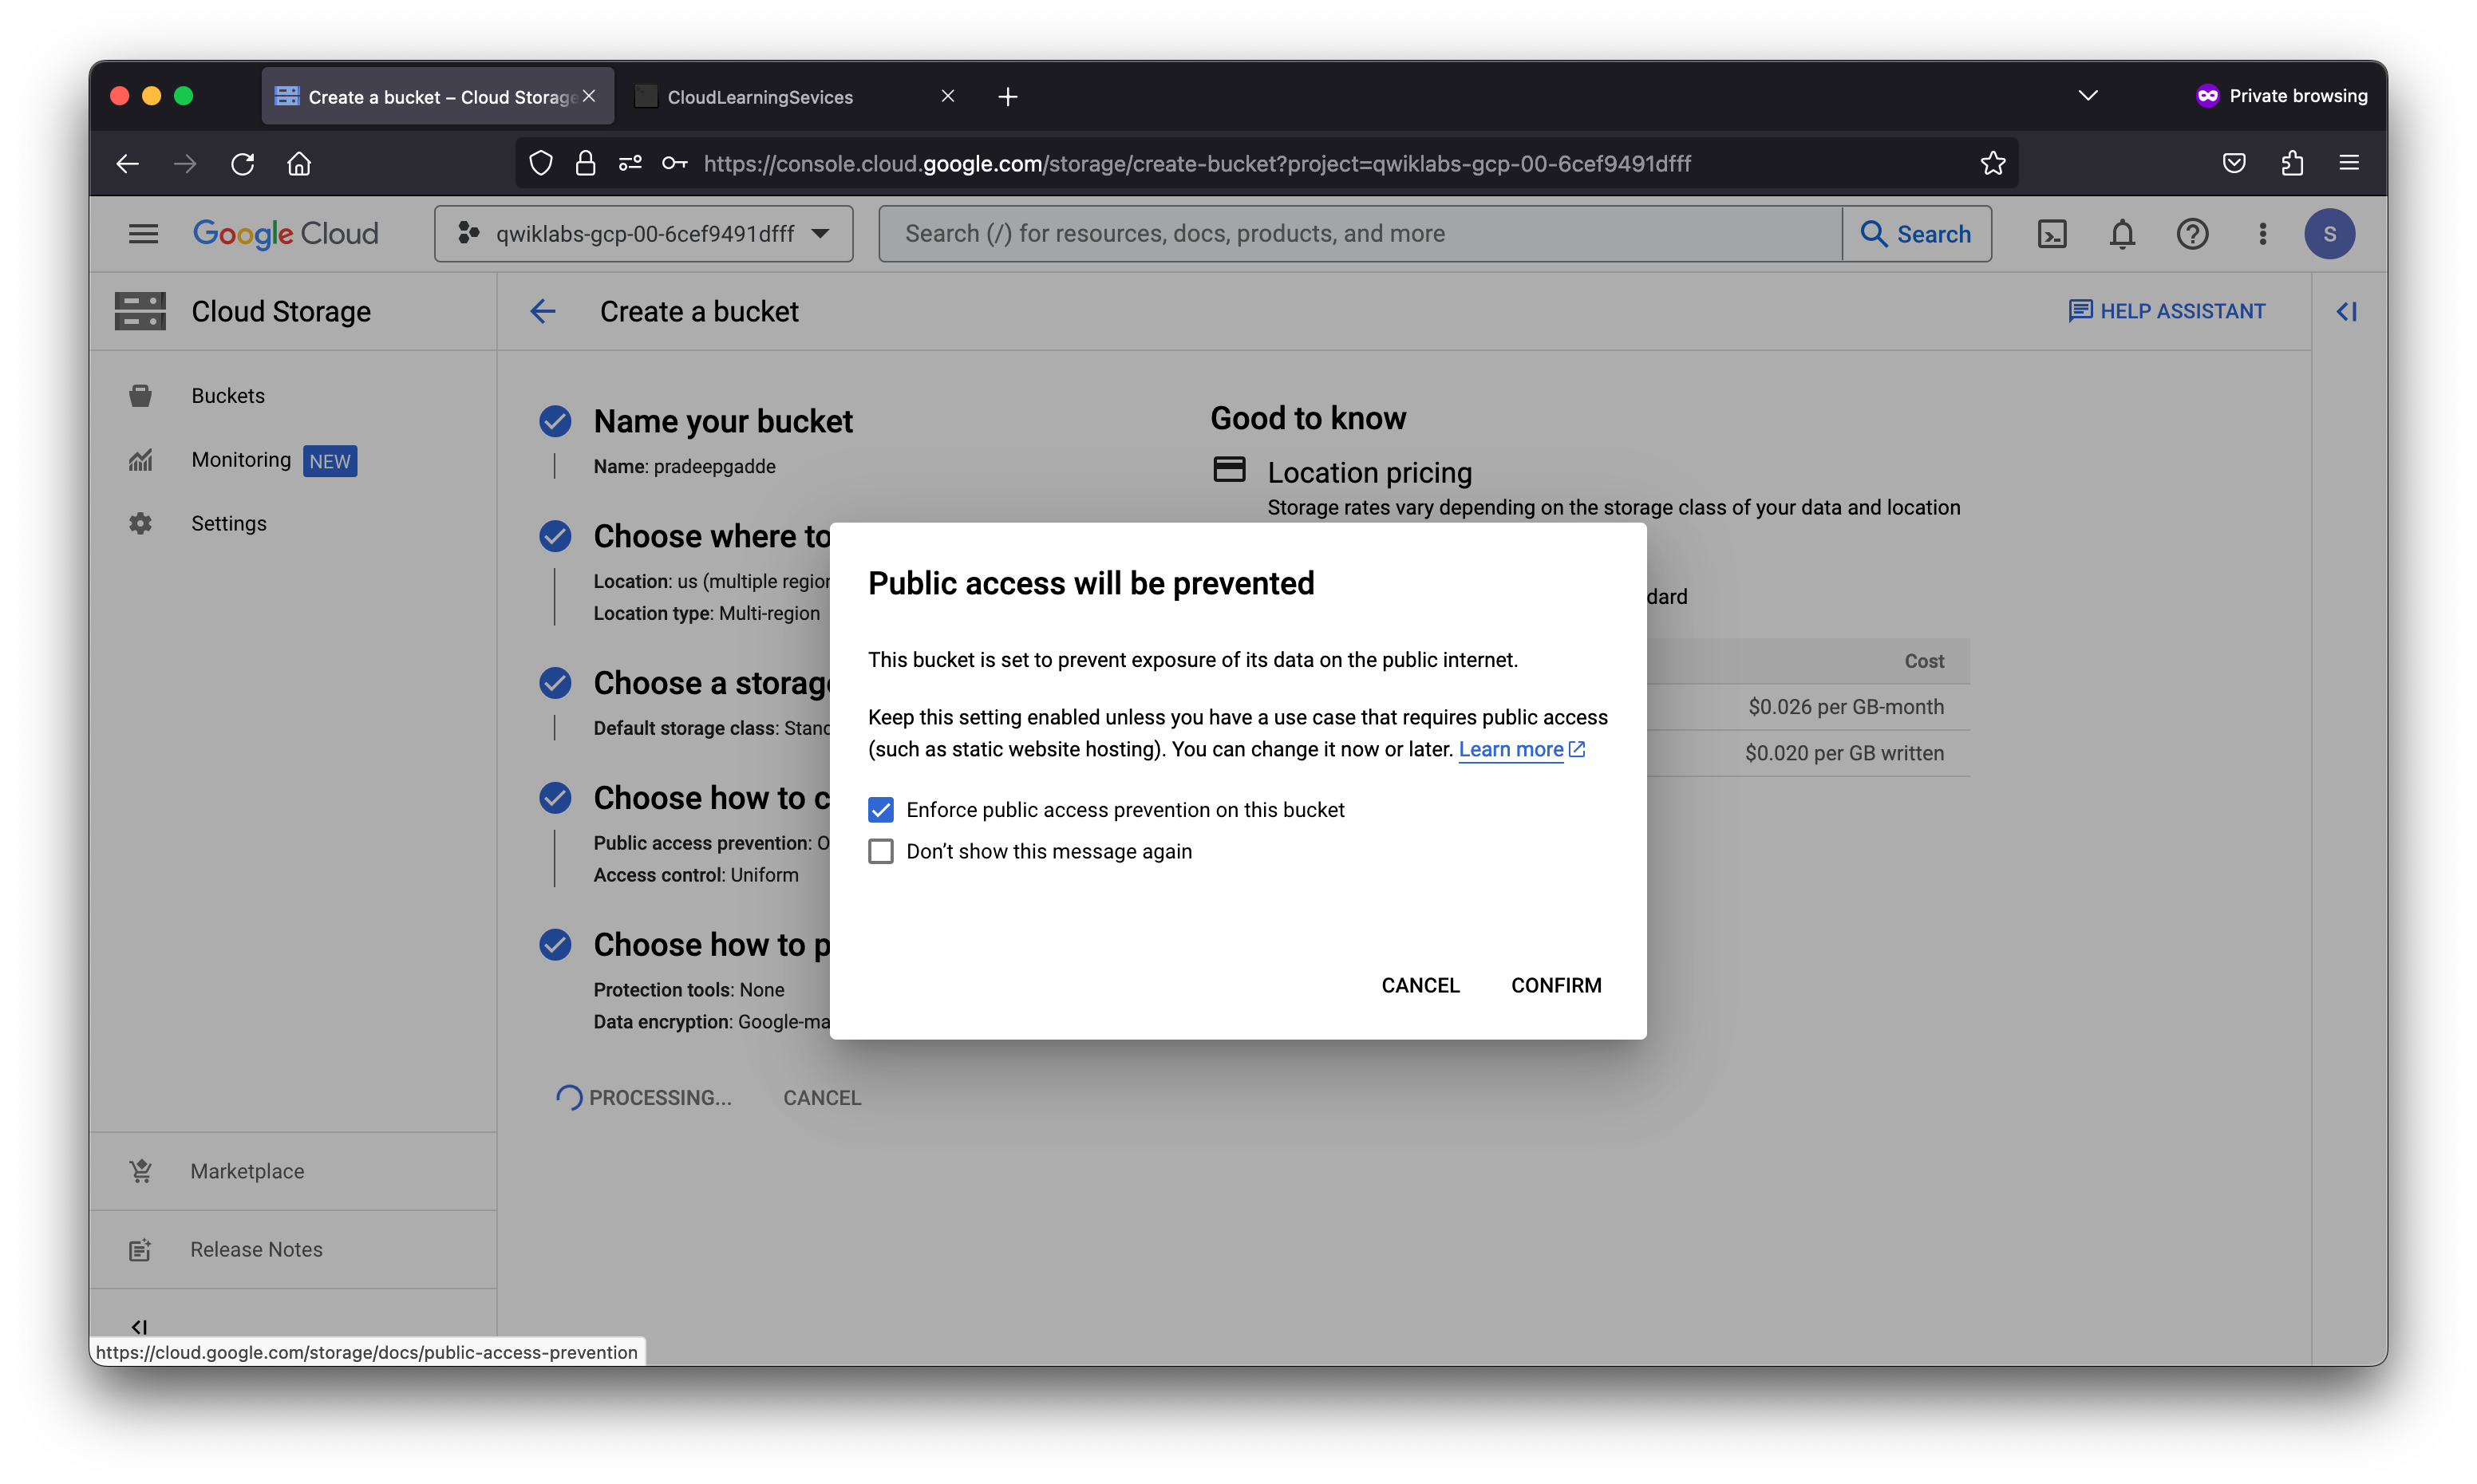 Create a bucket – Cloud Storage
CloudLearningSevices
Private browsing
https://console.cloud.google.com/storage/create-bucket?project=qwiklabs-gcp-00-6cef9491dfff
Google Cloud
qwiklabs-gcp-00-6cef9491dfff
Search (/) for resources, docs, products, and more
Search
S
Cloud Storage
Create a bucket
HELP ASSISTANT
Buckets
Monitoring NEW
Settings
Marketplace
Release Notes
Name your bucket
Name: pradeepgadde
Choose where to
Location: us (multiple region
Location type: Multi-region
Choose a storage
Default storage class: Stand
Choose how to c
Public access prevention: O
Access control: Uniform
Choose how to p
Protection tools: None
Data encryption: Google-ma
PROCESSING...
CANCEL
Good to know
Location pricing
Storage rates vary depending on the storage class of your data and location
dard
Cost
$0.026 per GB-month
$0.020 per GB written
Public access will be prevented
This bucket is set to prevent exposure of its data on the public internet.
Keep this setting enabled unless you have a use case that requires public access
(such as static website hosting). You can change it now or later. Learn more
Enforce public access prevention on this bucket
Don’t show this message again
CANCEL
CONFIRM
https://cloud.google.com/storage/docs/public-access-prevention